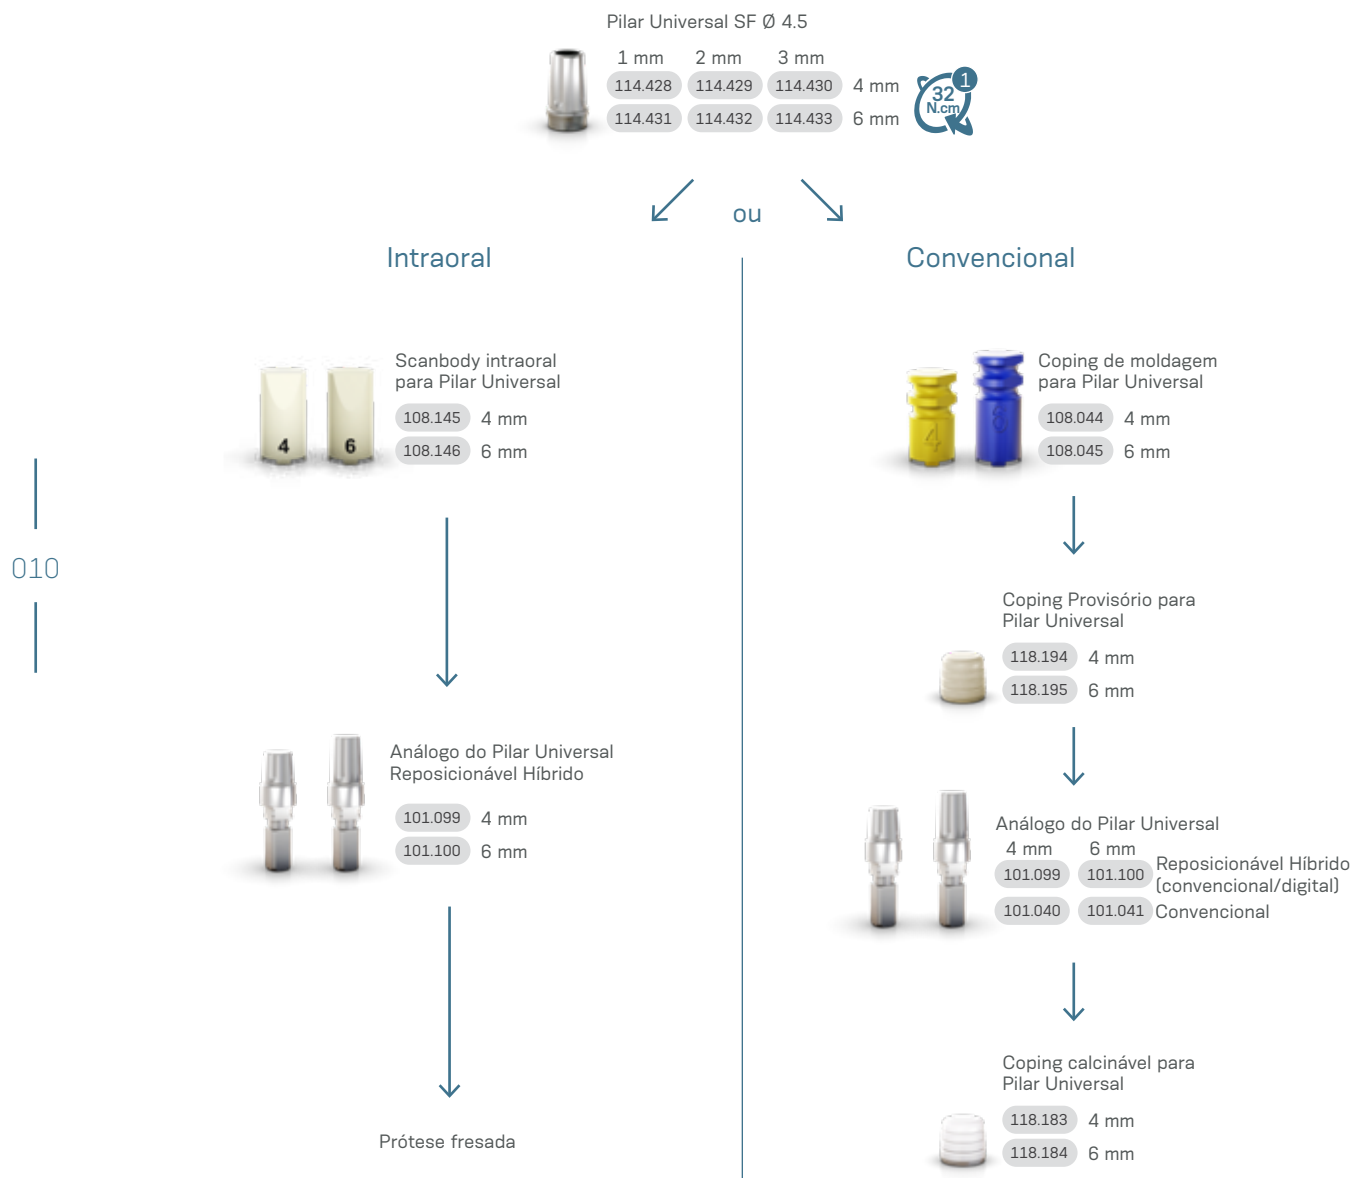 Pilar Universal SF Ø 4.5
1 mm 2 mm 3 mm
114.428 114.429 114.430 4 mm
114.431 114.432 114.433 6 mm
32 N.cm 1
ou
Intraoral
Scanbody intraoral
para Pilar Universal
4 6
108.145 4 mm
108.146 6 mm
Análogo do Pilar Universal
Reposicionável Híbrido
101.099 4 mm
101.100 6 mm
Prótese fresada
010
Convencional
Coping de moldagem
para Pilar Universal
4 6
108.044 4 mm
108.045 6 mm
Coping Provisório para
Pilar Universal
118.194 4 mm
118.195 6 mm
Análogo do Pilar Universal
4 mm 6 mm
101.099 101.100 Reposicionável Híbrido
(convencional/digital)
101.040 101.041 Convencional
Coping calcinável para
Pilar Universal
118.183 4 mm
118.184 6 mm